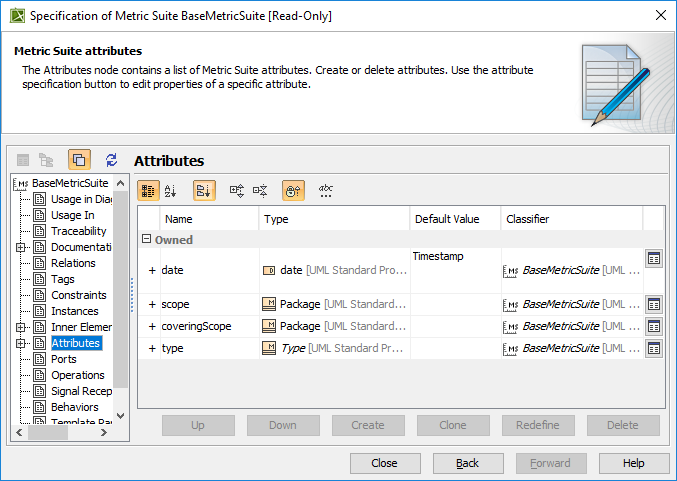 Specification of Metric Suite BaseMetricSuite [Read-Only]
Metric Suite attributes
The Attributes node contains a list of Metric Suite attributes. Create or delete attributes. Use the attribute
specification button to edit properties of a specific attribute.
BaseMetricSuite
Usage in Diag
Usage In
Traceability
Documentati
Relations
Tags
Constraints
Instances
Inner Elemer
Attributes
Ports
Operations
Signal Recep
Behaviors
Template Par
Attributes
Name Type Default Value Classifier
Owned
+ date date [UML Standard Pro... Timestamp BaseMetricSuite [UML ...
+ scope Package [UML Standard... BaseMetricSuite [UML ...
+ coveringScope Package [UML Standard... BaseMetricSuite [UML ...
+ type Type [UML Standard Pro... BaseMetricSuite [UML ...
Up Down Create Clone Redefine Delete
Close Back Forward Help